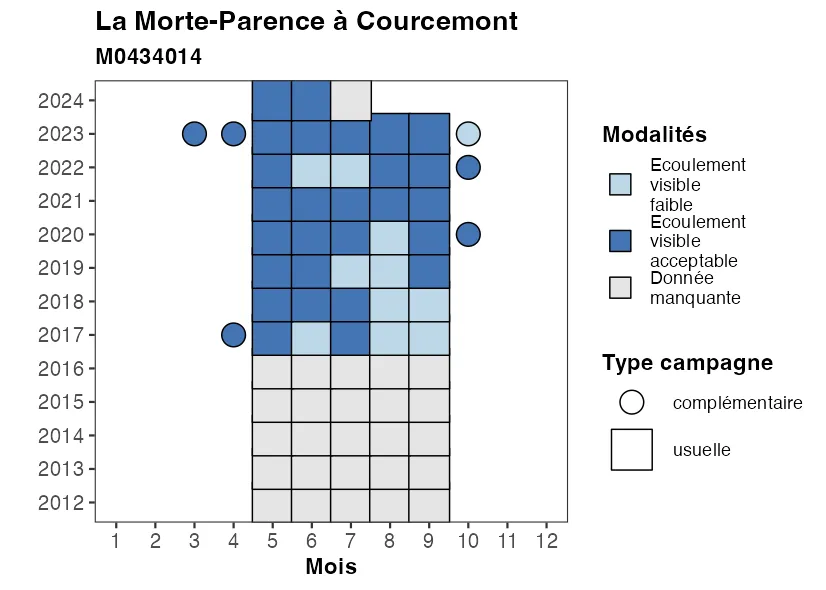 La Morte-Parence à Courcemont
M0434014
2024
2023
2022
2021
2020
2019
2018
2017
2016
2015
2014
2013
2012
1 2 3 4 5 6 7 8 9 10 11 12
Mois
Modalités
Ecoulement
visible
faible
Ecoulement
visible
acceptable
Donnée
manquante
Type campagne
complémentaire
usuelle